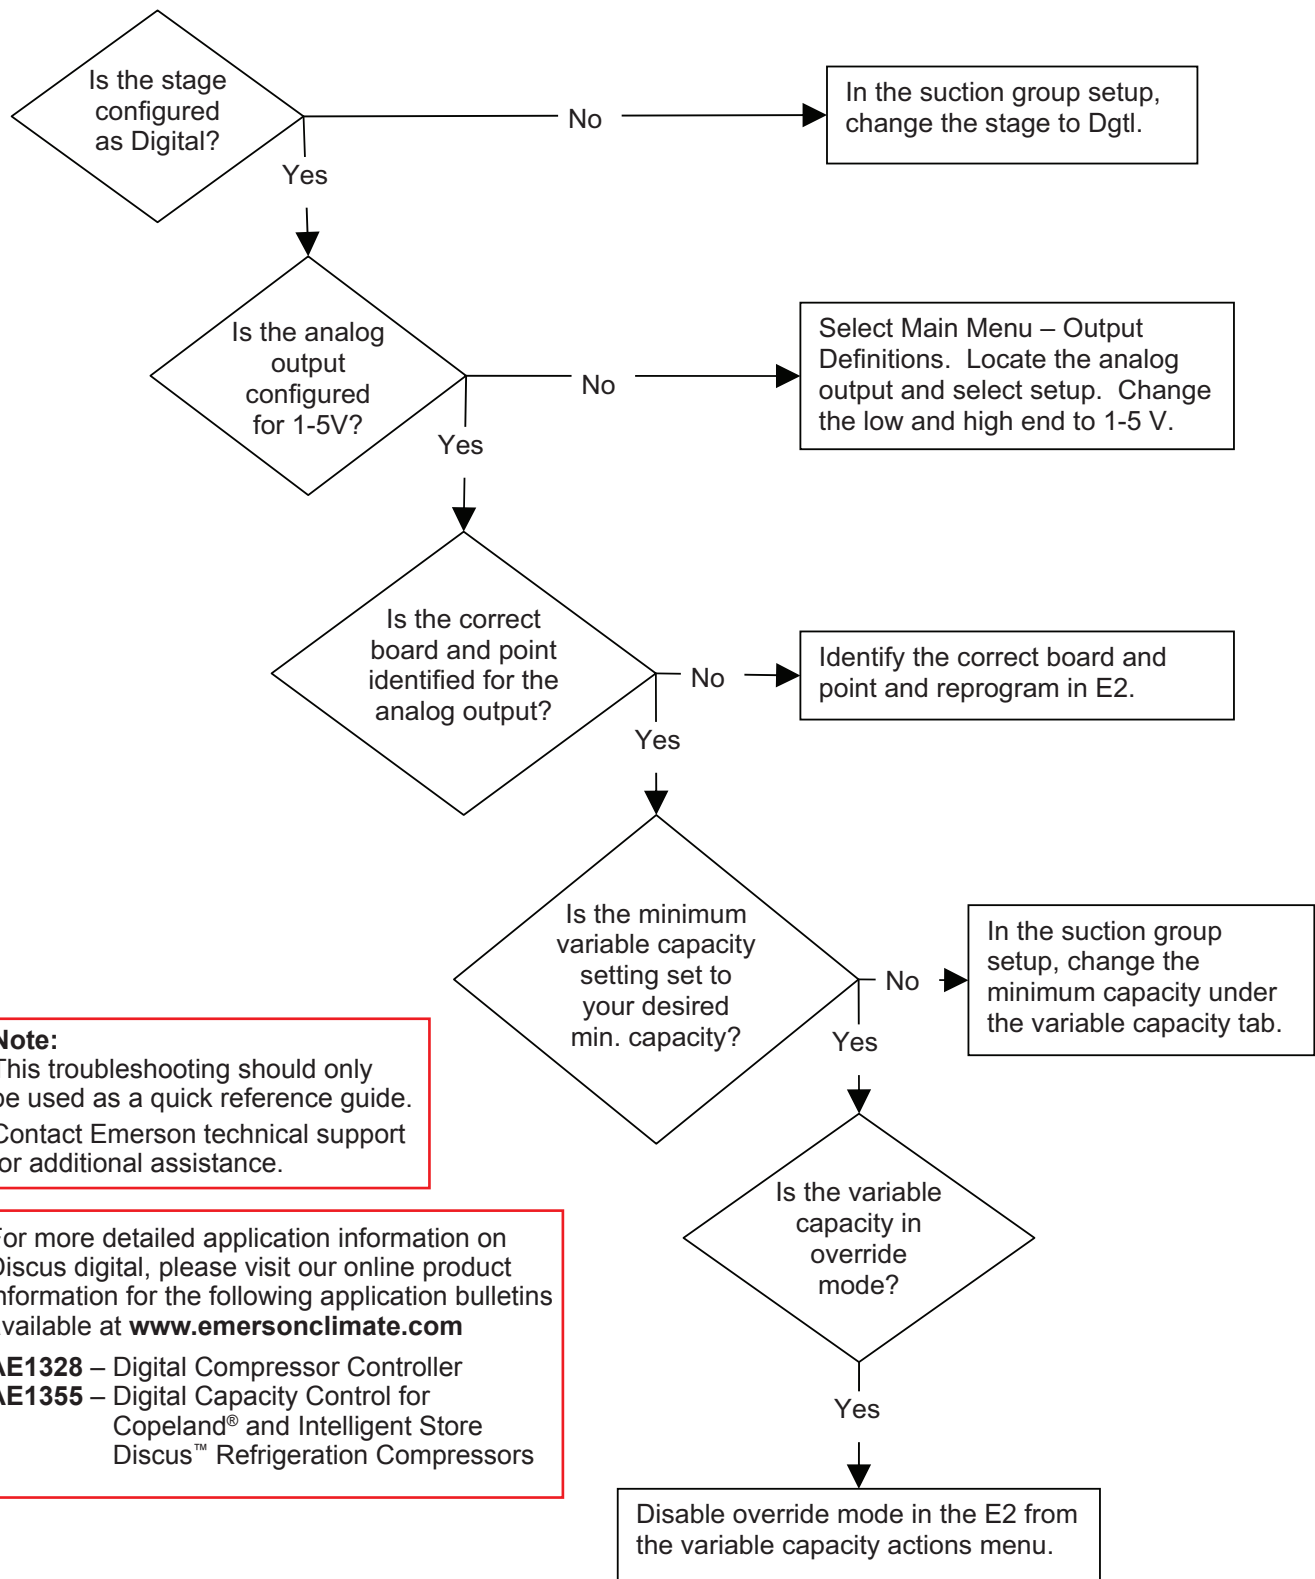 Is the stage
configured
as Digital?
No
In the suction group setup,
change the stage to Dgtl.
Yes
Is the analog
output
configured
for 1-5V?
No
Select Main Menu – Output
Definitions.  Locate the analog
output and select setup.  Change
the low and high end to 1-5 V.
Yes
Is the correct
board and point
identified for the
analog output?
No
Identify the correct board and
point and reprogram in E2.
Yes
Is the minimum
variable capacity
setting set to
your desired
min. capacity?
No
In the suction group
setup, change the
minimum capacity under
the variable capacity tab.
Yes
Is the variable
capacity in
override
mode?
Yes
Disable override mode in the E2 from
the variable capacity actions menu.
Note:
This troubleshooting should only
be used as a quick reference guide.
Contact Emerson technical support
for additional assistance.
For more detailed application information on
Discus digital, please visit our online product
information for the following application bulletins
available at www.emersonclimate.com
AE1328 – Digital Compressor Controller
AE1355 – Digital Capacity Control for
Copeland® and Intelligent Store
Discus™ Refrigeration Compressors